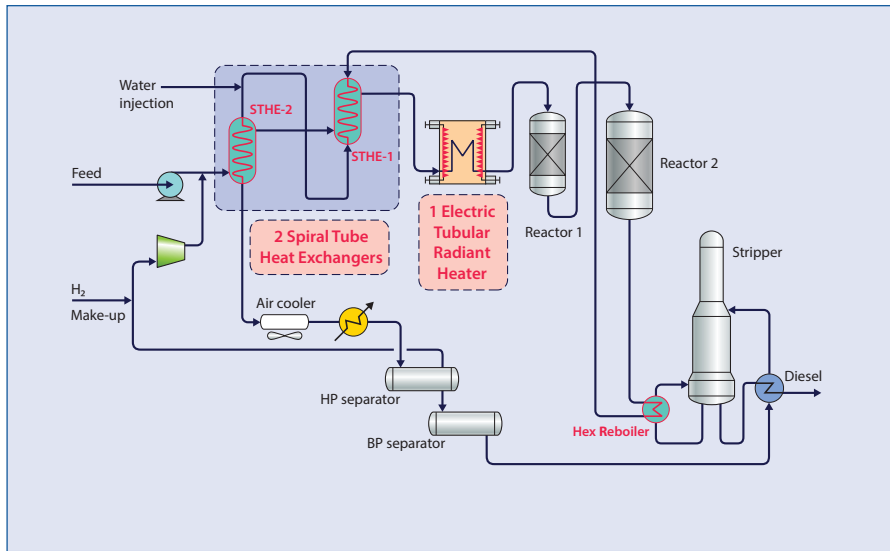 Water
injection
STHE-2
STHE-1
Feed
Reactor 1
Reactor 2
2 Spiral Tube
Heat Exchangers
1 Electric
Tubular
Radiant
Heater
Stripper
H₂
Make-up
Air cooler
HP separator
BP separator
Hex Reboiler
Diesel